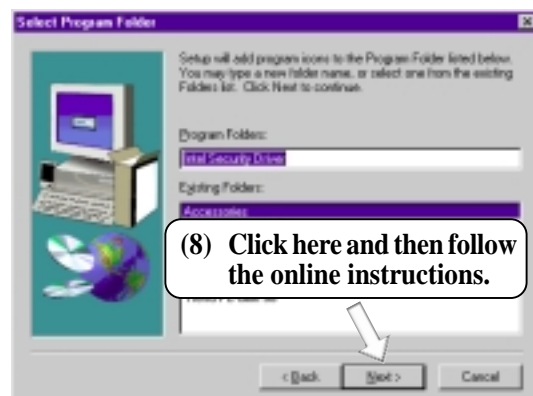 Select Program Folder
Setup will add program icons to the Program Folder listed below.
You may type a new folder name, or select one from the existing
Folders list. Click Next to continue.
Program Folders:
Intel Security Driver
Existing Folders:
Accessories
(8) Click here and then follow
the online instructions.
< Back
Next >
Cancel